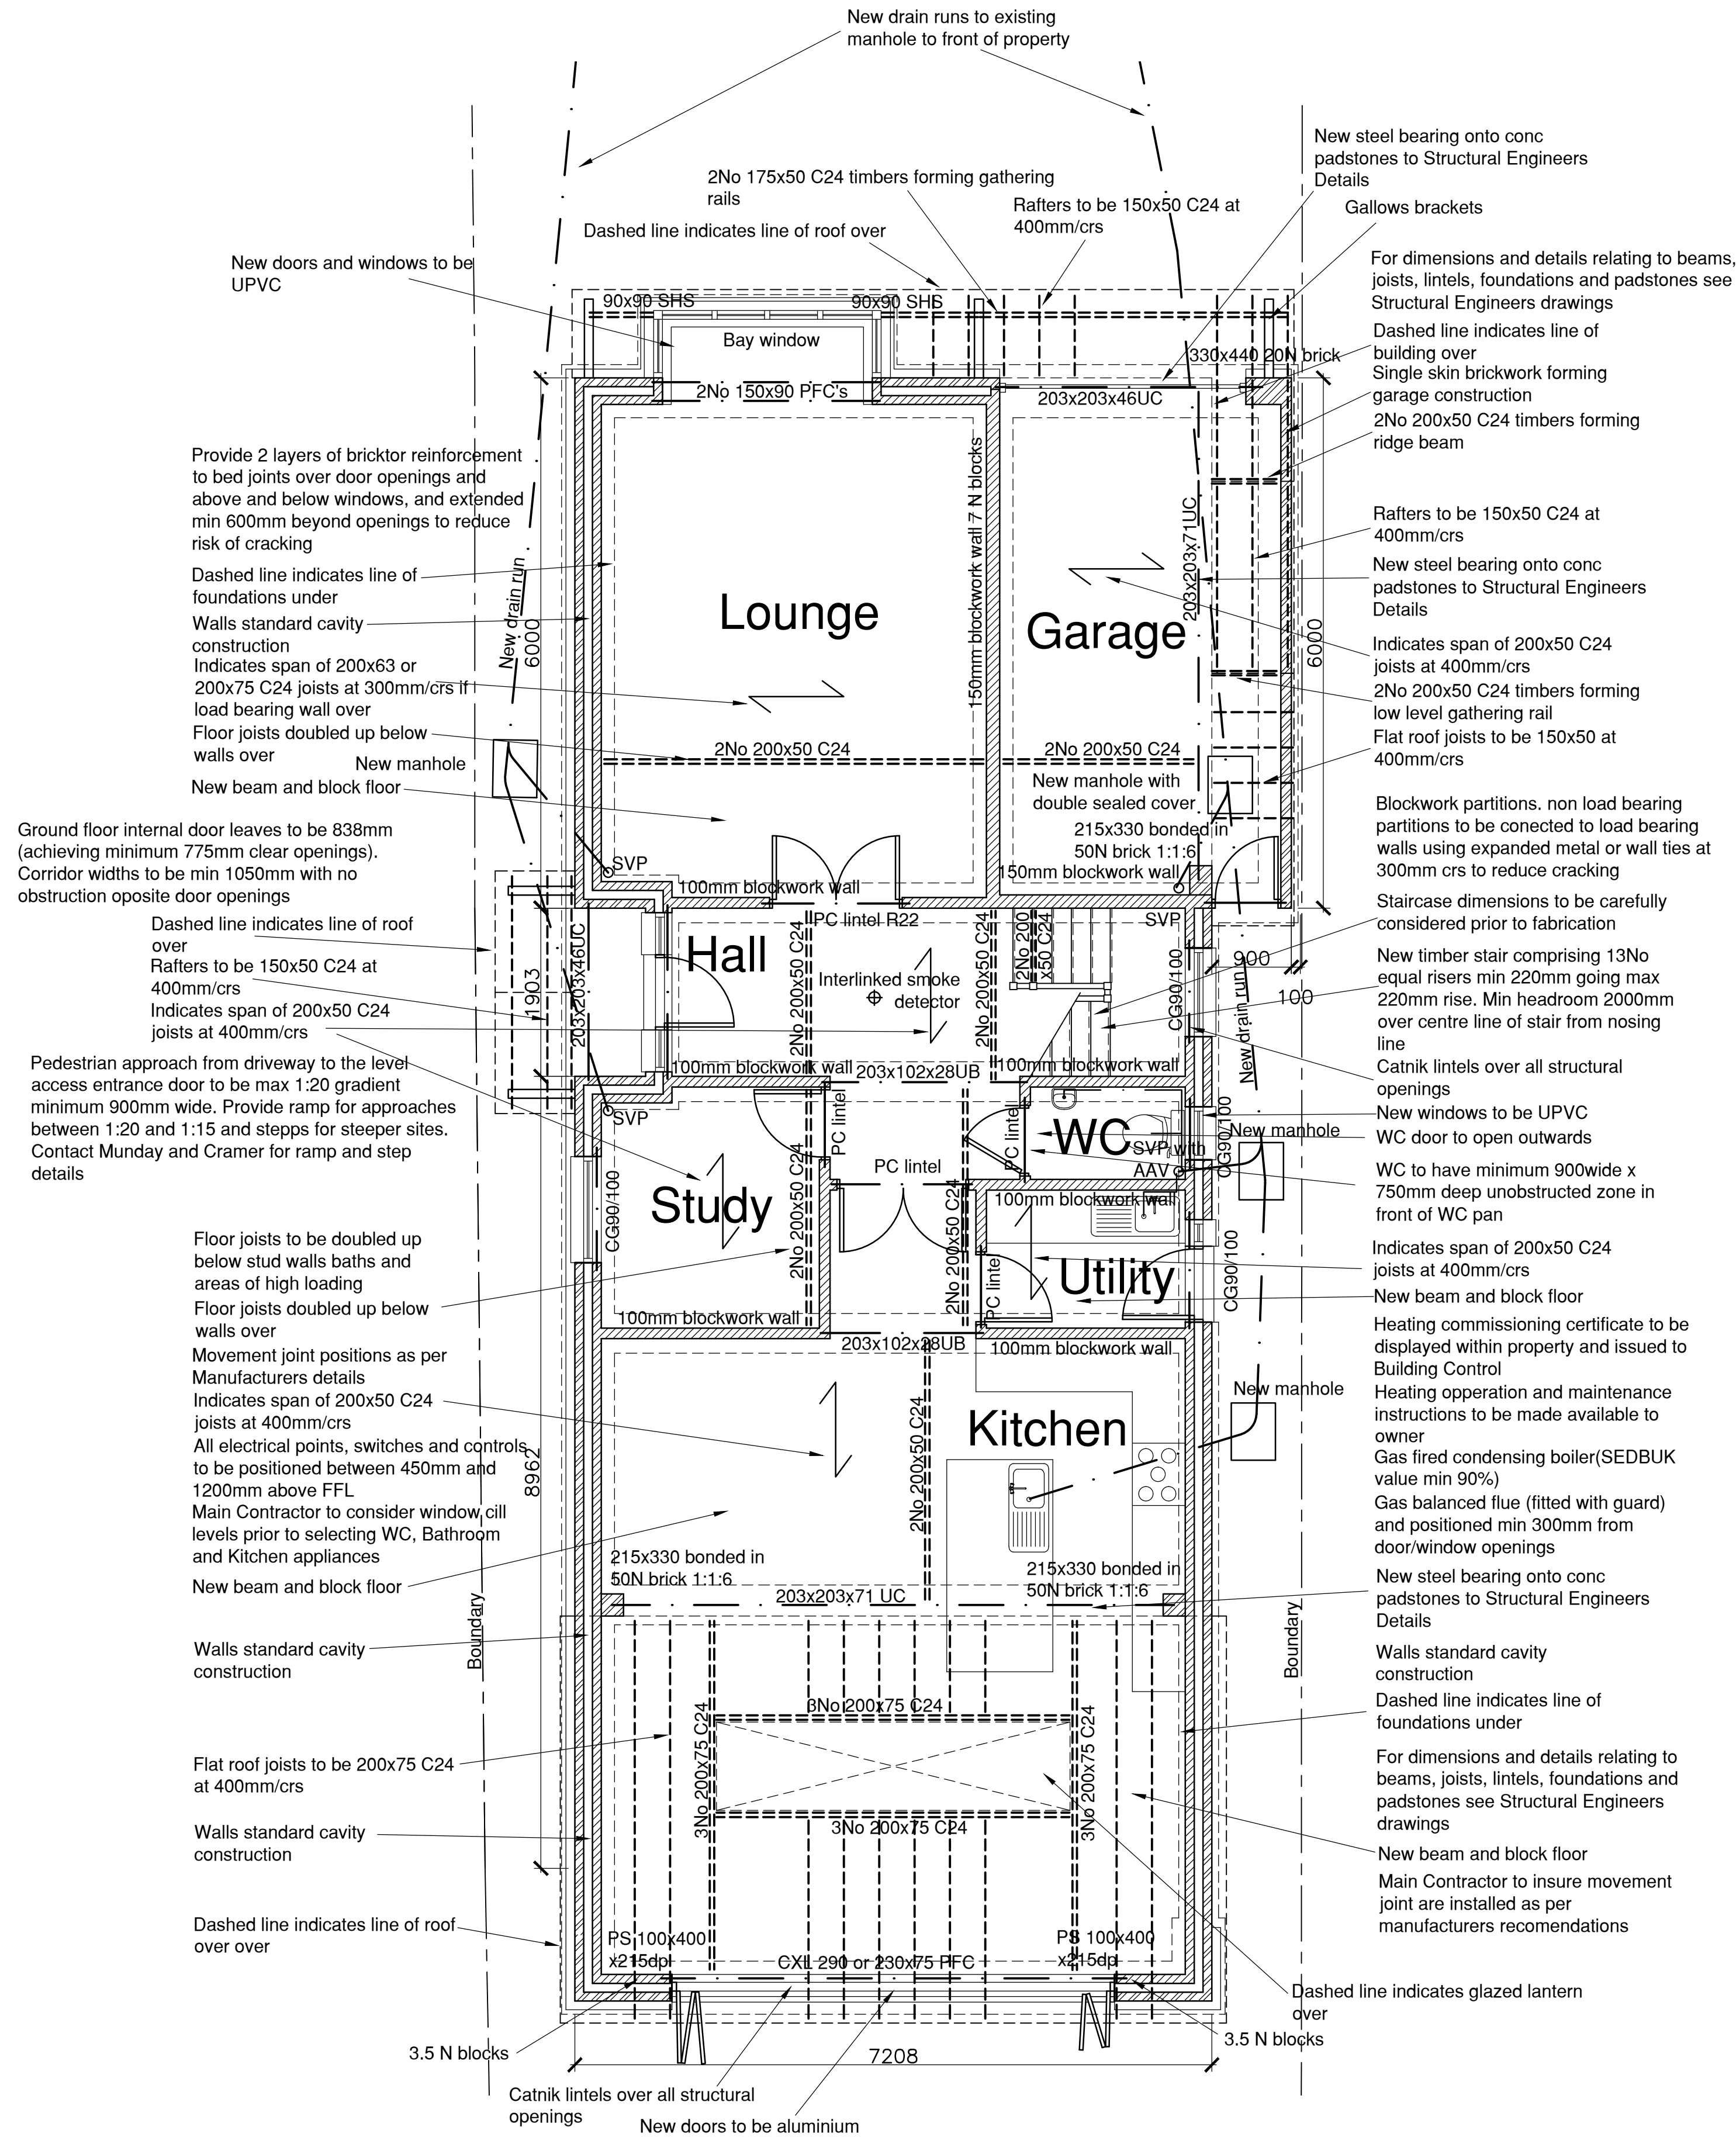 New drain runs to existing
manhole to front of property
New steel bearing onto conc
padstones to Structural Engineers
Details
2No 175x50 C24 timbers forming gathering
rails
Rafters to be 150x50 C24 at
400mm/crs
Gallows brackets
Dashed line indicates line of roof over
New doors and windows to be
UPVC
For dimensions and details relating to beams,
joists, lintels, foundations and padstones see
Structural Engineers drawings
90x90 SHS
90x90 SHS
Bay window
Dashed line indicates line of
building over
330x440 20N brick
Single skin brickwork forming
garage construction
2No 150x90 PFC's
203x203x46UC
2No 200x50 C24 timbers forming
ridge beam
Provide 2 layers of bricktor reinforcement
to bed joints over door openings and
above and below windows, and extended
min 600mm beyond openings to reduce
risk of cracking
150mm blockwork wall 7 N blocks
203x203x71UC
Rafters to be 150x50 C24 at
400mm/crs
Dashed line indicates line of
foundations under
New drain run
6000
New steel bearing onto conc
padstones to Structural Engineers
Details
Walls standard cavity
construction
Lounge
Garage
6000
Indicates span of 200x63 or
200x75 C24 joists at 300mm/crs if
load bearing wall over
Indicates span of 200x50 C24
joists at 400mm/crs
2No 200x50 C24 timbers forming
low level gathering rail
Floor joists doubled up below
walls over
New manhole
2No 200x50 C24
2No 200x50 C24
Flat roof joists to be 150x50 at
400mm/crs
New beam and block floor
New manhole with
double sealed cover
Ground floor internal door leaves to be 838mm
(achieving minimum 775mm clear openings).
Corridor widths to be min 1050mm with no
obstruction oposite door openings
215x330 bonded in
50N brick 1:1:6
Blockwork partitions. non load bearing
partitions to be conected to load bearing
walls using expanded metal or wall ties at
300mm crs to reduce cracking
SVP
100mm blockwork wall
150mm blockwork wall
Dashed line indicates line of roof
over
PC lintel R22
SVP
Staircase dimensions to be carefully
considered prior to fabrication
Rafters to be 150x50 C24 at
400mm/crs
1903
203x203x46UC
Hall
2No 200x50 C24
Interlinked smoke
detector
2No 200x50 C24
2No 200
x50 C24
CG90/100
900
100
New drain run
New timber stair comprising 13No
equal risers min 220mm going max
220mm rise. Min headroom 2000mm
over centre line of stair from nosing
line
Indicates span of 200x50 C24
joists at 400mm/crs
Pedestrian approach from driveway to the level
access entrance door to be max 1:20 gradient
minimum 900mm wide. Provide ramp for approaches
between 1:20 and 1:15 and stepps for steeper sites.
Contact Munday and Cramer for ramp and step
details
100mm blockwork wall
203x102x28UB
100mm blockwork wall
Catnik lintels over all structural
openings
SVP
PC lintel
PC lintel
WC
CG90/100
New windows to be UPVC
New manhole
WC door to open outwards
SVP with
AAV
PC lintel
WC to have minimum 900wide x
750mm deep unobstructed zone in
front of WC pan
Study
CG90/100
2No 200x50 C24
2No 200x50 C24
100mm blockwork wall
Floor joists to be doubled up
below stud walls baths and
areas of high loading
PC lintel
Utility
CG90/100
Indicates span of 200x50 C24
joists at 400mm/crs
New beam and block floor
Floor joists doubled up below
walls over
100mm blockwork wall
203x102x28UB
100mm blockwork wall
Heating commissioning certificate to be
displayed within property and issued to
Building Control
Movement joint positions as per
Manufacturers details
Indicates span of 200x50 C24
joists at 400mm/crs
2No 200x50 C24
Kitchen
New manhole
Heating opperation and maintenance
instructions to be made available to
owner
All electrical points, switches and controls
to be positioned between 450mm and
1200mm above FFL
8962
Gas fired condensing boiler(SEDBUK
value min 90%)
Main Contractor to consider window cill
levels prior to selecting WC, Bathroom
and Kitchen appliances
Gas balanced flue (fitted with guard)
and positioned min 300mm from
door/window openings
New beam and block floor
215x330 bonded in
50N brick 1:1:6
215x330 bonded in
50N brick 1:1:6
203x203x71 UC
New steel bearing onto conc
padstones to Structural Engineers
Details
Boundary
Boundary
Walls standard cavity
construction
Walls standard cavity
construction
3No 200x75 C24
3No 200x75 C24
3No 200x75 C24
3No 200x75 C24
Dashed line indicates line of
foundations under
Flat roof joists to be 200x75 C24
at 400mm/crs
For dimensions and details relating to
beams, joists, lintels, foundations and
padstones see Structural Engineers
drawings
Walls standard cavity
construction
New beam and block floor
Main Contractor to insure movement
joint are installed as per
manufacturers recomendations
Dashed line indicates line of roof
over over
PS 100x400
x215dp
CXL 290 or 230x75 PFC
PS 100x400
x215dp
Dashed line indicates glazed lantern
over
3.5 N blocks
7208
3.5 N blocks
Catnik lintels over all structural
openings
New doors to be aluminium